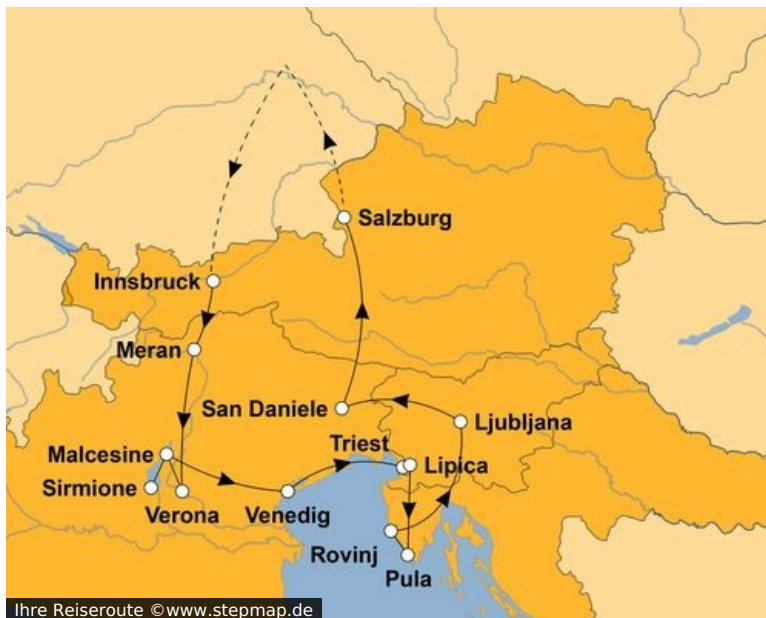 Salzburg
Innsbruck
Meran
San Daniele
Ljubljana
Triest
Malcesine
Lipica
Sirmione
Verona
Venedig
Rovinj
Pula
Ihre Reiseroute ©www.stepmap.de